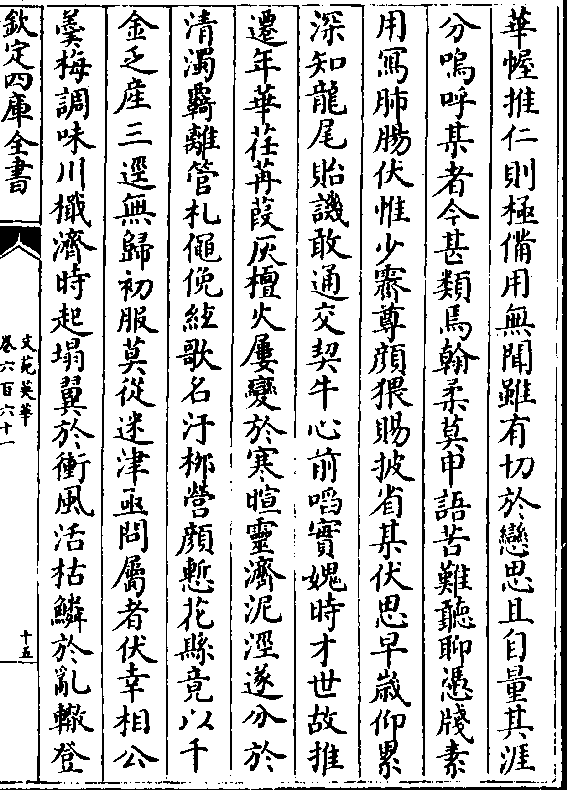 華幄推仁則極備用無聞雖有切於戀思且自量其涯
分嗚呼某者今甚類焉翰柔莫申語苦難聽聊憑牋素
用寫肺腸伏惟少霽尊顔猥賜披省某伏思早歲仰累
深知龍尾貽譏敢通交契牛心前㗖實媿時才世故推
遷年華荏苒葭灰檀火屢變於寒暄靈濟泥涇遂分於
清濁羇離管札僶俛絃歌名汙梛營顔慙花縣竟以千
金乏産三逕無歸初服莫從迷津亟問屬者伏幸相公
羮梅調味川檝濟時起塌翼於衝風活枯鱗於亂轍登
欽定四庫全書
文苑英華
卷六百六十一
十五